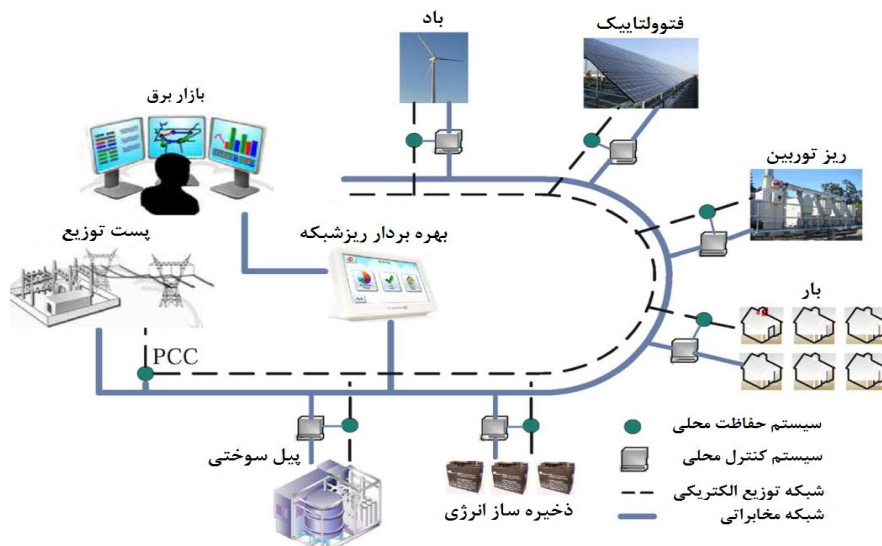 باد
فتوولتاییک
بازار برق
ریز توربین
پست توزیع
بهره بردار ریزشبکه
بار
PCC
سیستم حفاظت محلی
سیستم کنترل محلی
شبکه توزیع الکتریکی
شبکه مخابراتی
پیل سوختی
ذخیره ساز انرژی